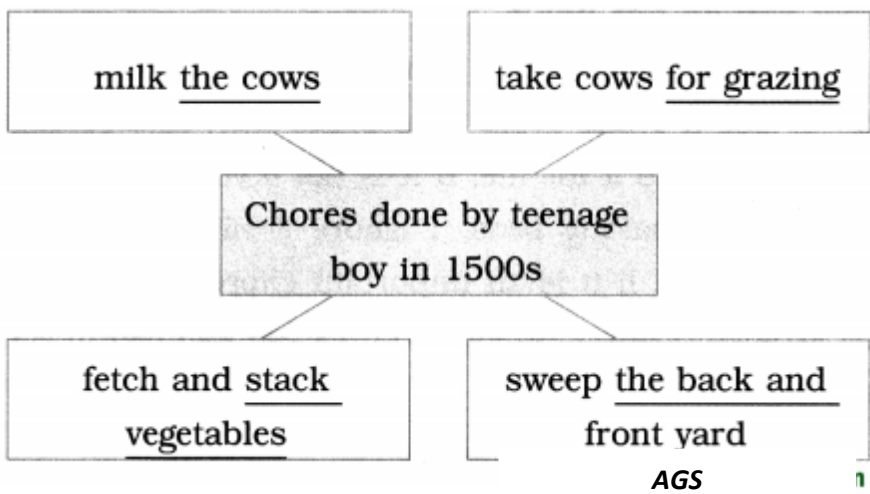 milk the cows
take cows for grazing
Chores done by teenage
boy in 1500s
fetch and stack
vegetables
sweep the back and
front yard
AGS